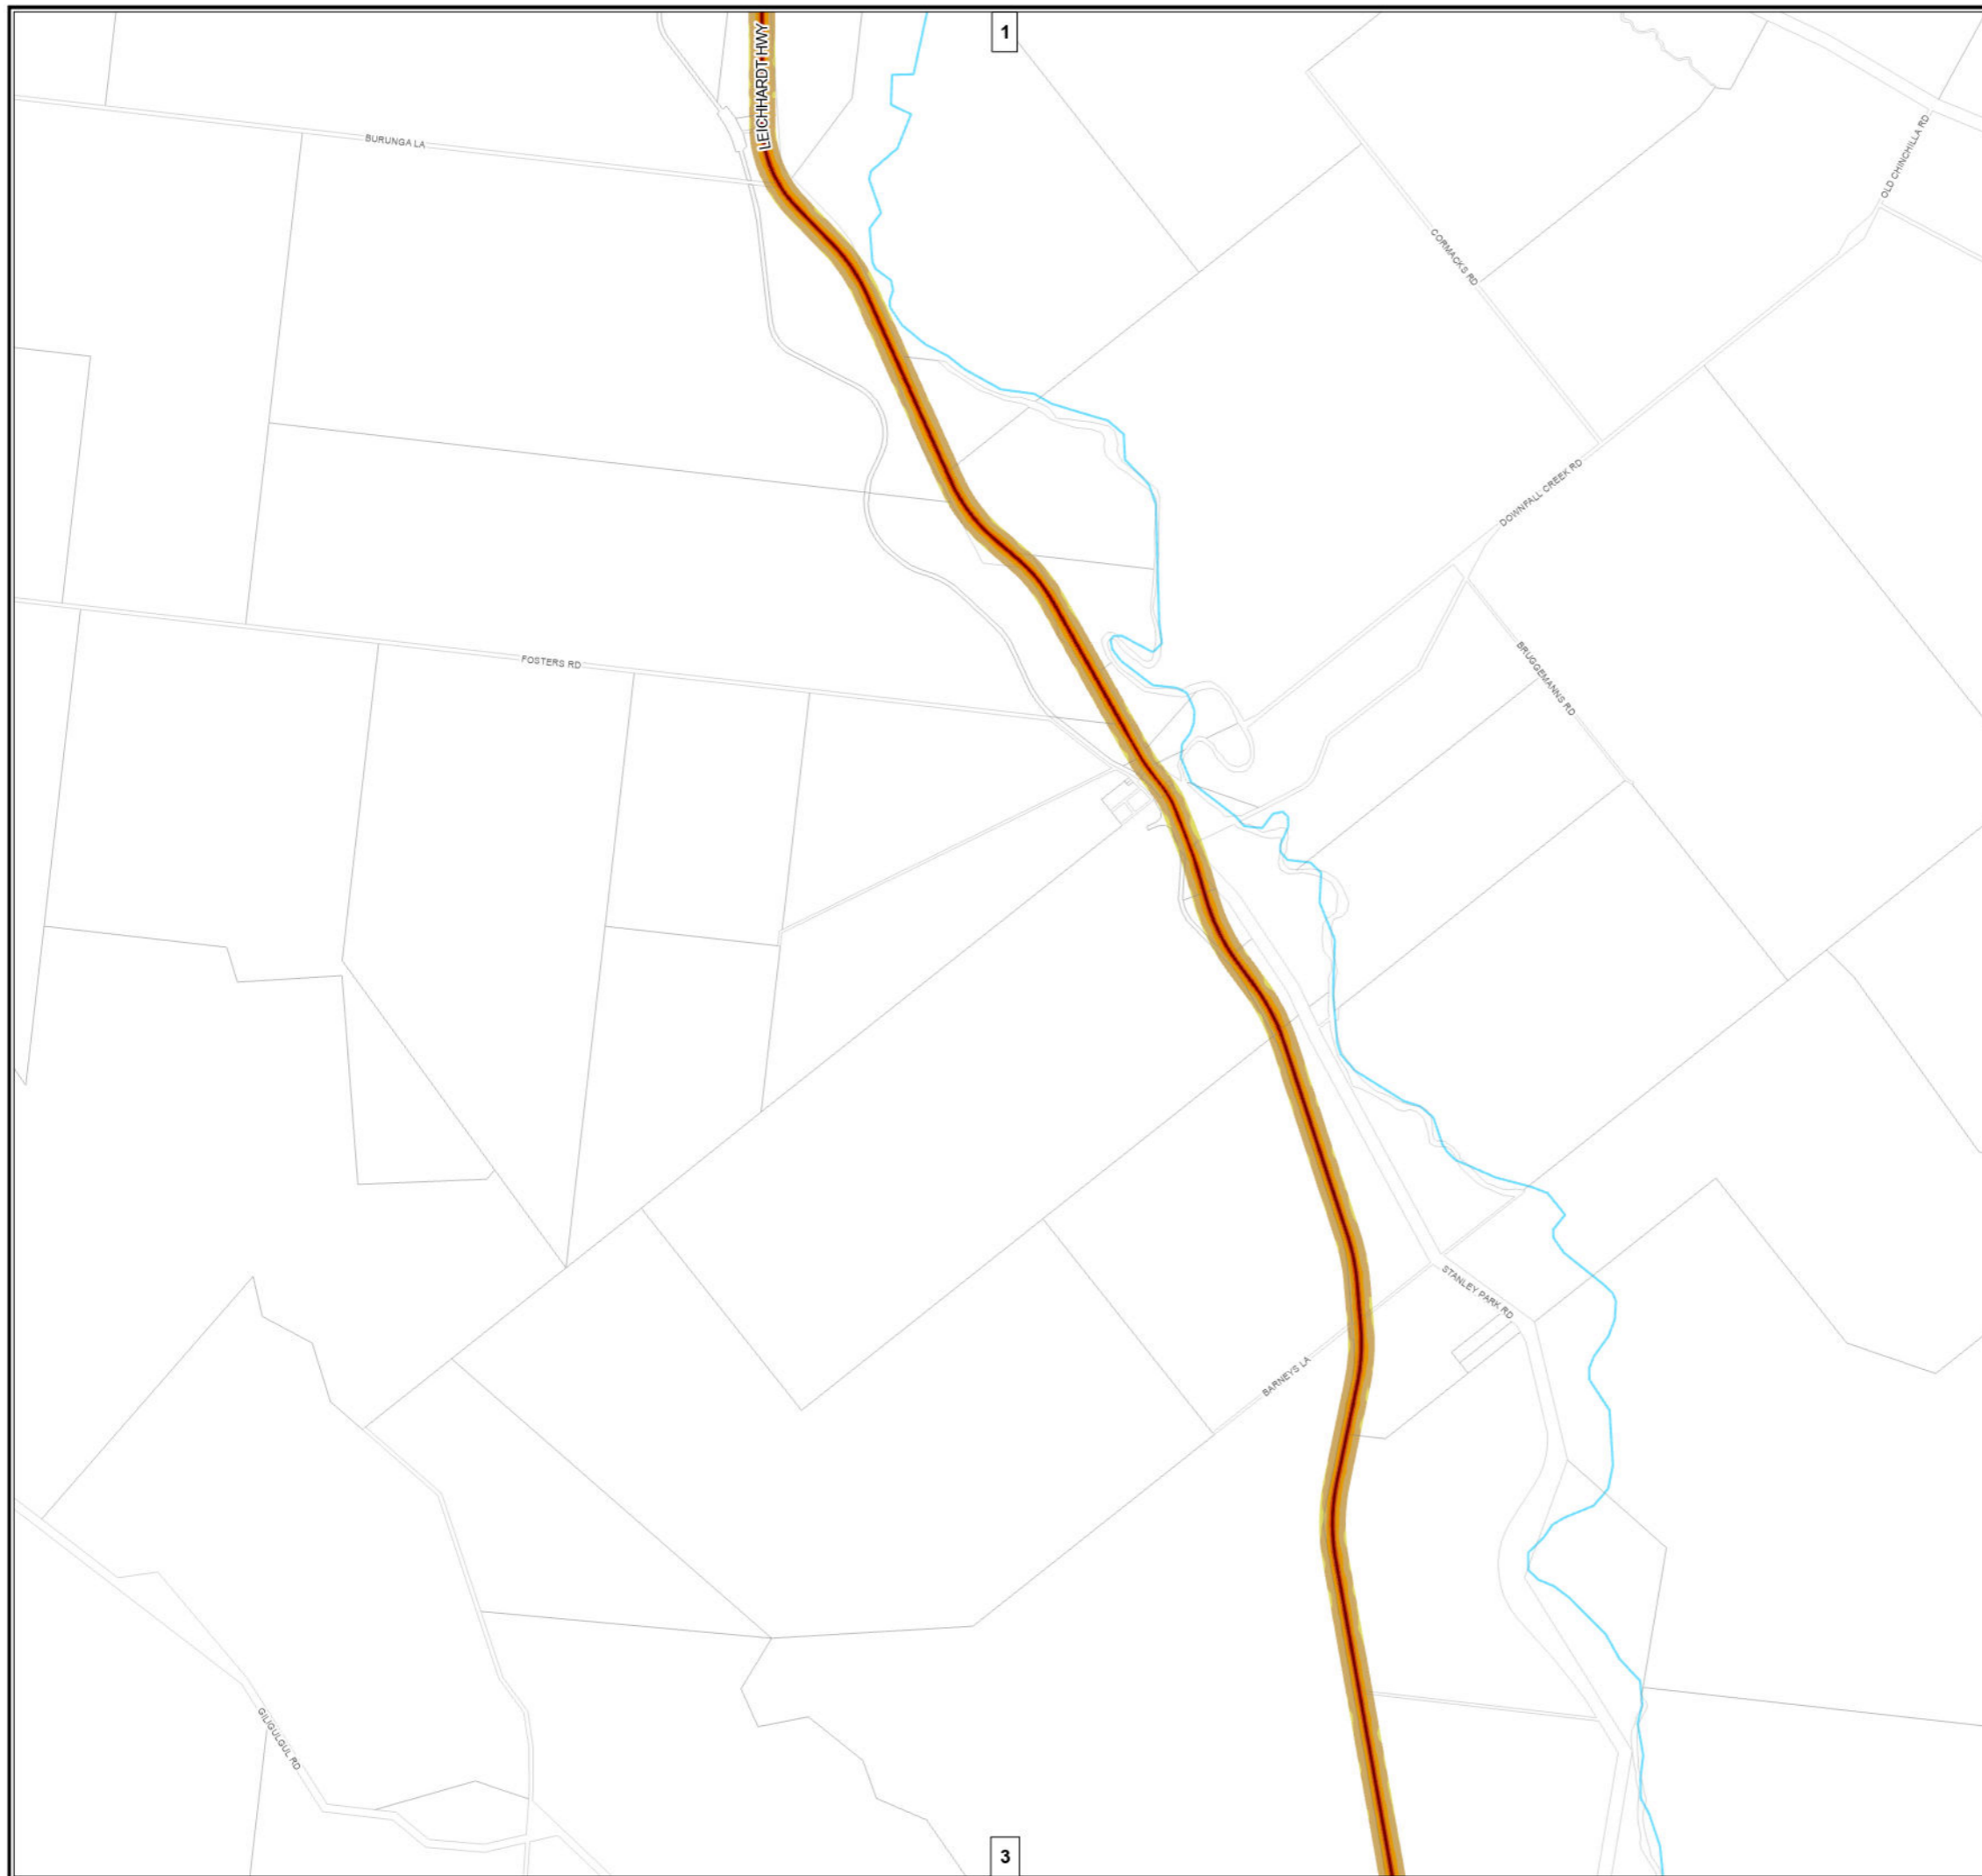 1
LEICHHARDT HWY
BURUNGA LA
OLD CHINCHILLA RD
CORMACKS RD
DOWNFALL CREEK RD
FOSTERS RD
BRUGGEMANNS RD
STANLEY PARK RD
BARNEYS LA
GILIGULGUL RD
3